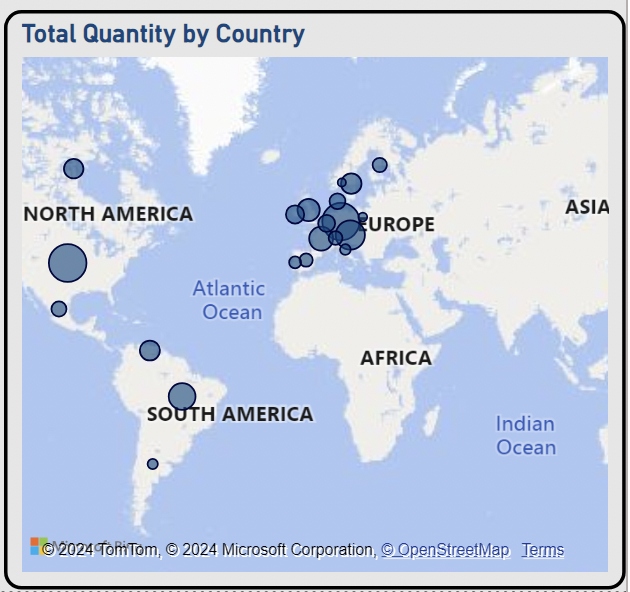 Total Quantity by Country
NORTH AMERICA
EUROPE
ASIA
Atlantic
Ocean
AFRICA
SOUTH AMERICA
Indian
Ocean
© 2024 TomTom, © 2024 Microsoft Corporation, © OpenStreetMap Terms